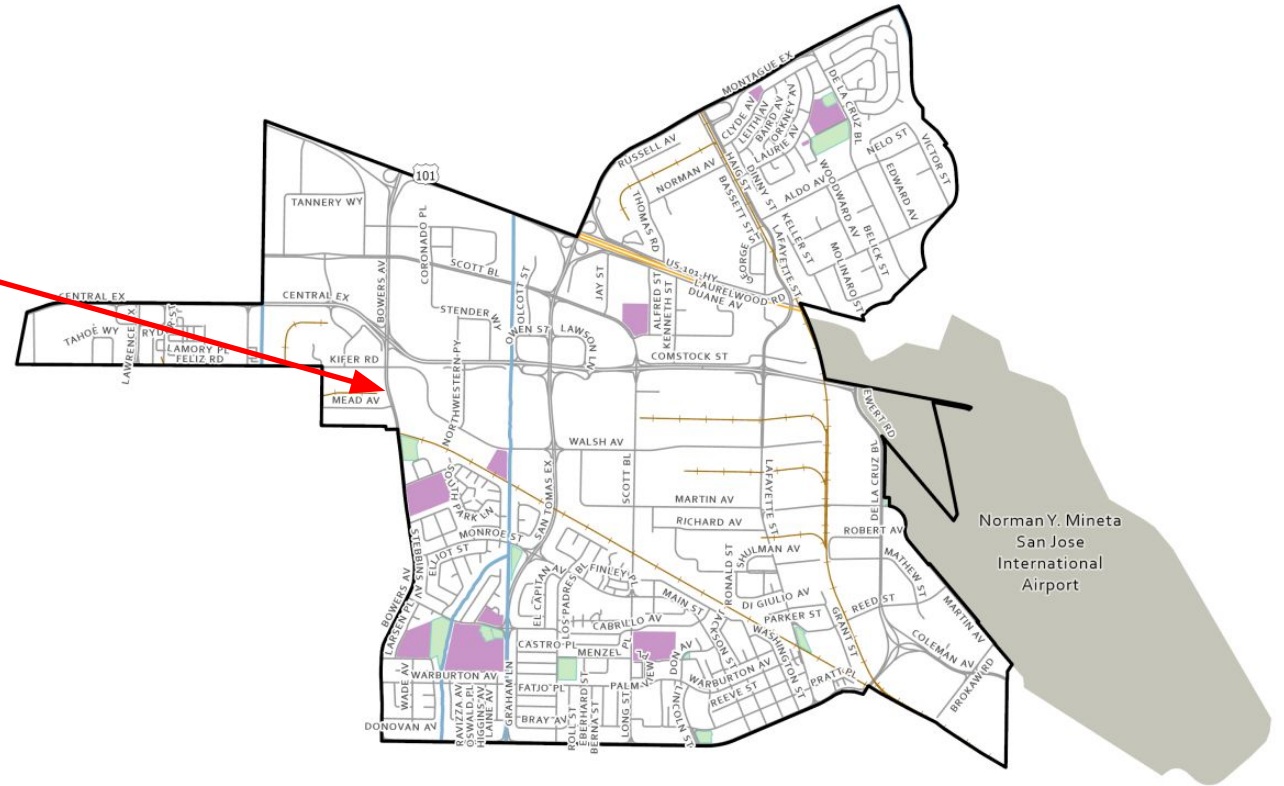 MONTAGUE EX
DE LA CRUZ BL
CLYDE AV
LEITH AV
BAIRD AV
ORKNEY AV
LAURIE AV
RUSSELL AV
NORMAN AV
NELO ST
VICTOR ST
EDWARD AV
101
TANNERY WY
THOMAS RD
HAIG ST
DINNY ST
BASSETT ST
ALDO AV
WOODWARD AV
KELLER ST
BELICK ST
MOLINARO ST
GEORGE ST
LAFAYETTE ST
CORONADO PL
SCOTT BL
BOWERS AV
OLCOTT ST
JAY ST
ALFRED ST
KENNETH ST
US 101 HY
LAURELWOOD RD
DUANE AV
CENTRAL EX
CENTRAL EX
STENDER WY
OWEN ST
LAWSON LN
TAHOE WY
LAWRENCE EX
LAMORY PL
FELIZ RD
KIFER RD
COMSTOCK ST
MEAD AV
NORTHWESTERN PY
EWERT RD
WALSH AV
SCOTT BL
SAN TOMAS EX
LAFAYETTE ST
DE LA CRUZ BL
SOUTH PARK LN
MARTIN AV
RICHARD AV
ROBERT AV
Norman Y. Mineta
San Jose
International
Airport
MONROE ST
ELLIOT ST
STEBBINS AV
SHULMAN AV
RONALD ST
MATHEW ST
EL CAPITAN AV
LOS PADRES BL
FINLEY PL
MAIN ST
DI GIULIO AV
PARKER ST
REED ST
MARTIN AV
BOWERS AV
LARSEN PL
CABRILLO AV
JACKSON ST
WASHINGTON ST
GRANT ST
COLEMAN AV
CASTRO PL
MENZEL PL
WARBURTON AV
WADE AV
WARBURTON AV
PRATT PL
BROKAW RD
FATJO PL
REEVE ST
LINCOLN ST
GRAHAM LN
DONOVAN AV
RAVIZZA AV
OSWALD PL
HIGGINS AV
LAINE AV
BRAY AV
ROLL ST
EBERHARD ST
BERNA ST
LONG ST